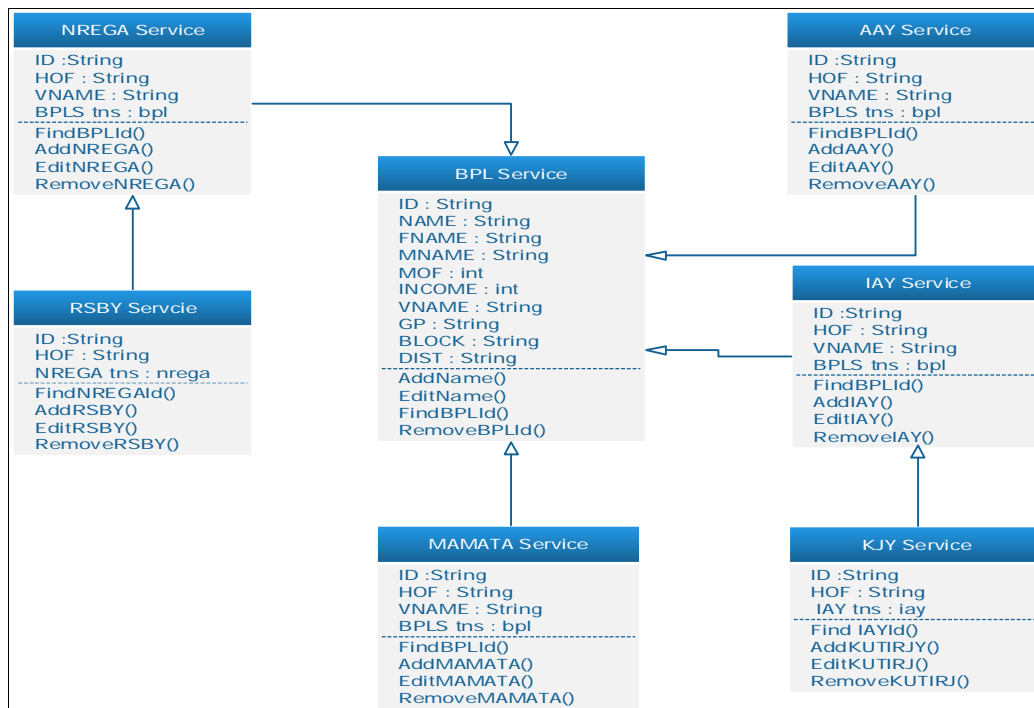 NREGA Service
ID :String
HOF : String
VNAME : String
BPLS tns : bpl
FindBPLId()
AddNREGA()
EditNREGA()
RemoveNREGA()
AAY Service
ID :String
HOF : String
VNAME : String
BPLS tns : bpl
FindBPLId()
AddAAY()
EditAAY()
RemoveAAY()
BPL Service
ID : String
NAME : String
FNAME : String
MNAME : String
MOF : int
INCOME : int
VNAME : String
GP : String
BLOCK : String
DIST : String
AddName()
EditName()
FindBPLId()
RemoveBPLId()
RSBY Servcie
ID :String
HOF : String
NREGA tns : nrega
FindNREGAId()
AddRSBY()
EditRSBY()
RemoveRSBY()
IAY Service
ID :String
HOF : String
VNAME : String
BPLS tns : bpl
FindBPLId()
AddIAY()
EditIAY()
RemoveIAY()
MAMATA Service
ID :String
HOF : String
VNAME : String
BPLS tns : bpl
FindBPLId()
AddMAMATA()
EditMAMATA()
RemoveMAMATA()
KJY Service
ID :String
HOF : String
IAY tns : iay
Find IAYId()
AddKUTIRJY()
EditKUTIRJ()
RemoveKUTIRJ()